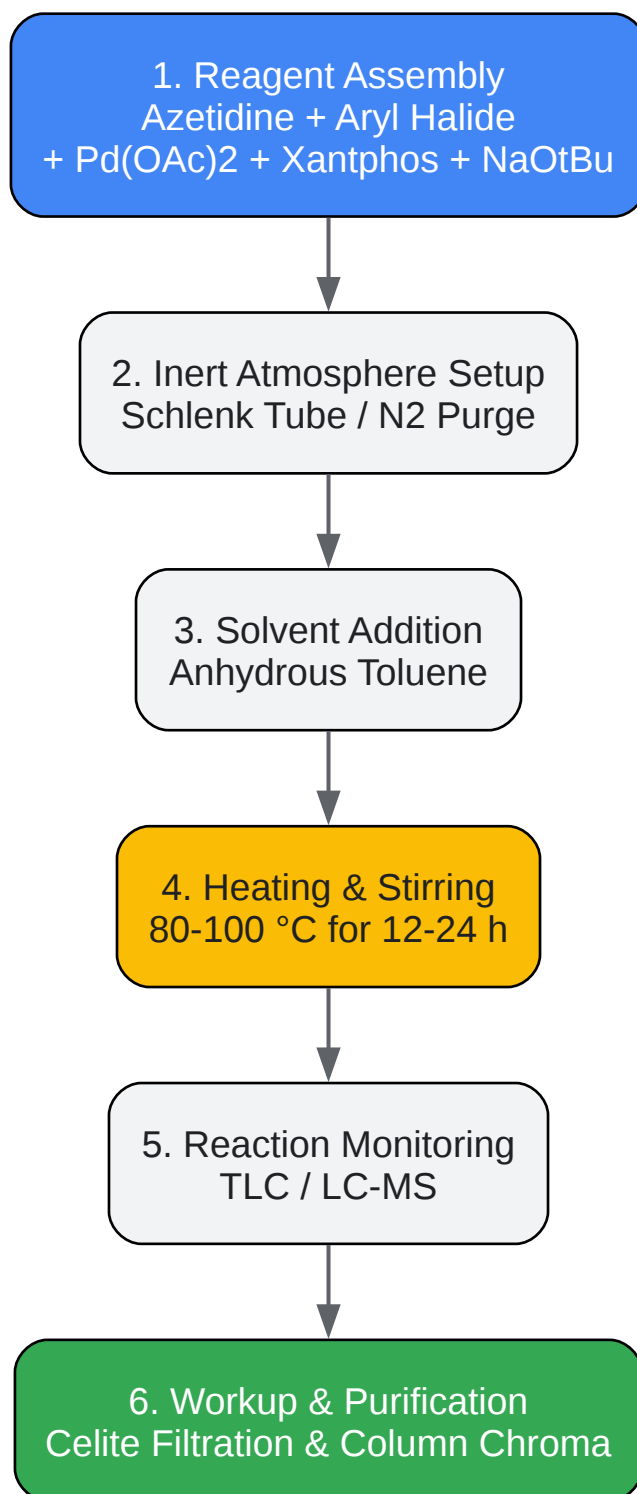 1. Reagent Assembly
Azetidine + Aryl Halide
+ Pd(OAc)2 + Xantphos + NaOtBu
2. Inert Atmosphere Setup
Schlenk Tube / N2 Purge
3. Solvent Addition
Anhydrous Toluene
4. Heating & Stirring
80-100 °C for 12-24 h
5. Reaction Monitoring
TLC / LC-MS
6. Workup & Purification
Celite Filtration & Column Chroma